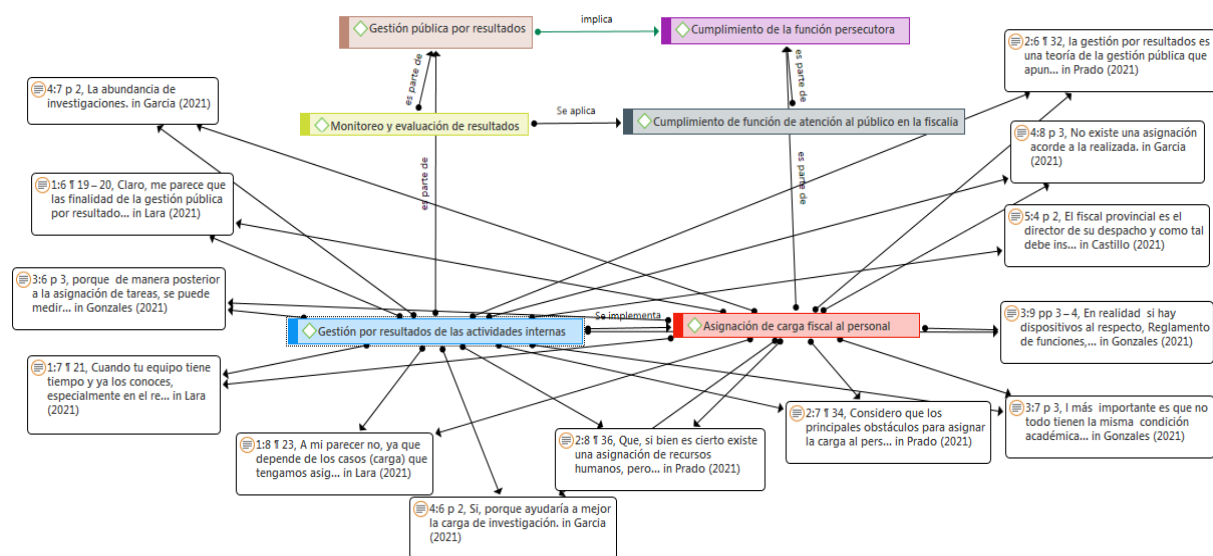 Gestión pública por resultados
implica
Cumplimiento de la función persecutora
2:6 ¶ 32, la gestión por resultados es
una teoría de la gestión pública que
apun... in Prado (2021)
4:7 p 2, La abundancia de
investigaciones. in Garcia (2021)
es parte de
es parte de
Monitoreo y evaluación de resultados
Se aplica
Cumplimiento de función de atención al público en la fiscalia
4:8 p 3, No existe una asignación
acorde a la realizada. in Garcia
(2021)
es parte de
es parte de
1:6 ¶ 19 – 20, Claro, me parece que
las finalidad de la gestión pública
por resultado... in Lara (2021)
5:4 p 2, El fiscal provincial es el
director de su despacho y como tal
debe ins... in Castillo (2021)
3:6 p 3, porque  de manera posterior
a la asignación de tareas, se puede
medir... in Gonzales (2021)
Gestión por resultados de las actividades internas
Se implementa
Asignación de carga fiscal al personal
3:9 pp 3 – 4, En realidad  si hay
dispositivos al respecto, Reglamento
de funciones,... in Gonzales (2021)
1:7 ¶ 21, Cuando tu equipo tiene
tiempo y ya los conoces,
especialmente en el re... in Lara
(2021)
1:8 ¶ 23, A mi parecer no, ya que
depende de los casos (carga) que
tengamos asig... in Lara (2021)
2:8 ¶ 36, Que, si bien es cierto existe
una asignación de recursos
humanos, pero... in Prado (2021)
2:7 ¶ 34, Considero que los
principales obstáculos para asignar
la carga al pers... in Prado (2021)
3:7 p 3, l más  importante es que no
todo tienen la misma  condición
académica... in Gonzales (2021)
4:6 p 2, Si, porque ayudaría a mejor
la carga de investigación. in Garcia
(2021)